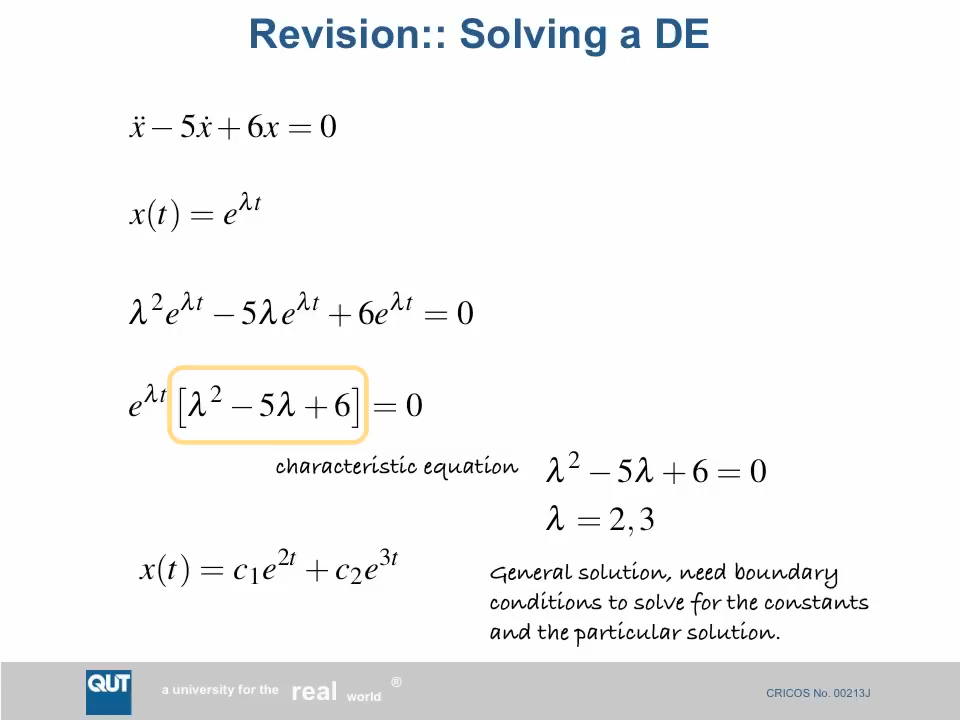 Revision:: Solving a DE
ẍ − 5ẋ + 6x = 0
x(t) = e^{λt}
λ²e^{λt} − 5λe^{λt} + 6e^{λt} = 0
e^{λt} [λ² − 5λ + 6] = 0
characteristic equation
λ² − 5λ + 6 = 0
λ = 2, 3
x(t) = c₁e^{2t} + c₂e^{3t}
General solution, need boundary
conditions to solve for the constants
and the particular solution.
QUT
a university for the real world ®
CRICOS No. 00213J